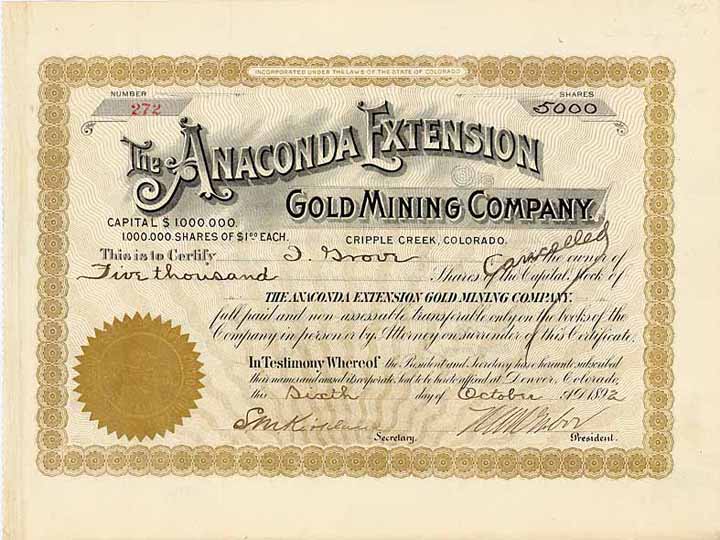 INCORPORATED UNDER THE LAWS OF THE STATE OF COLORADO
NUMBER
272
SHARES
5000
THE ANACONDA EXTENSION
GOLD MINING COMPANY.
CAPITAL $1.000.000.
1.000.000. SHARES OF $1.00 EACH.
CRIPPLE CREEK, COLORADO.
Cancelled
This is to Certify the owner of
Five thousand Shares of the Capital Stock of
THE ANACONDA EXTENSION GOLD MINING COMPANY.
full paid and non-assessable transferable only on the books of the
Company in person or by Attorney on surrender of this Certificate.
In Testimony Whereof the President and Secretary have hereunto subscribed
their names and caused its corporate Seal to be hereto affixed at Denver, Colorado,
this Sixth day of October AD 1892
Secretary.
President.